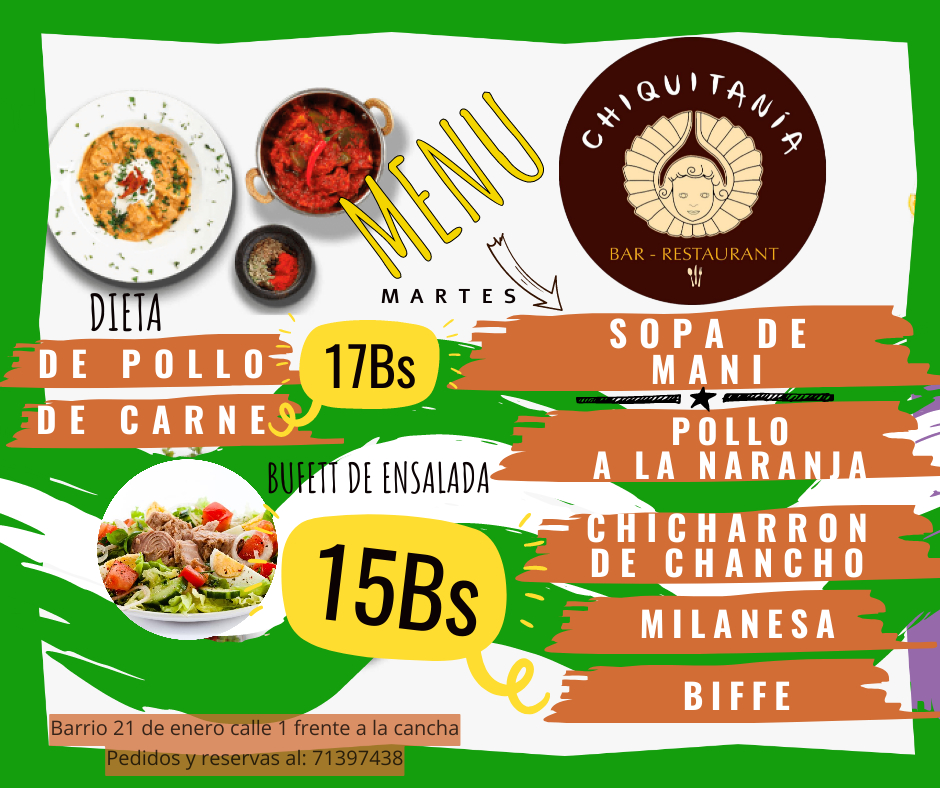 CHIQUITANÍA
BAR - RESTAURANT
MENU
MARTES
DIETA
DE POLLO
DE CARNE
17Bs
BUFETT DE ENSALADA
15Bs
SOPA DE
MANI
POLLO
A LA NARANJA
CHICHARRON
DE CHANCHO
MILANESA
BIFFE
Barrio 21 de enero calle 1 frente a la cancha
Pedidos y reservas al: 71397438